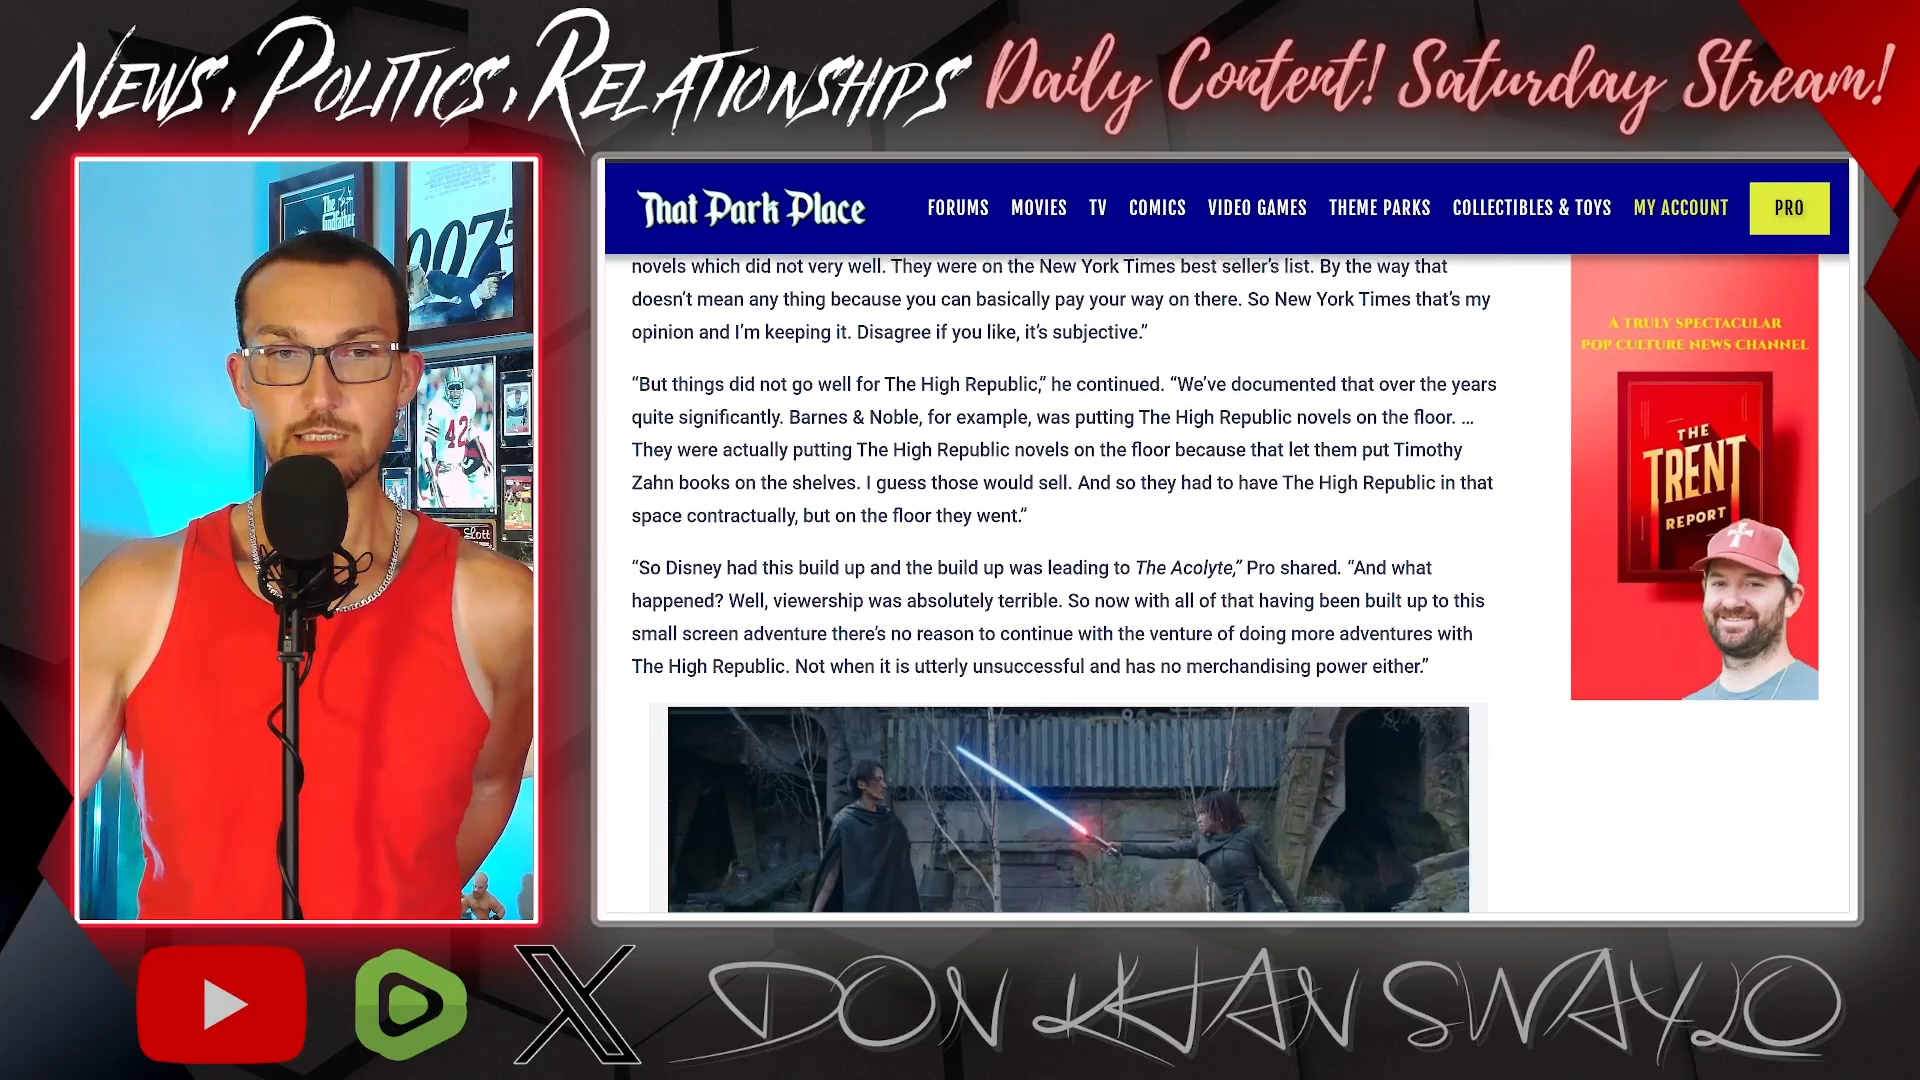 NEWS, POLITICS, RELATIONSHIPS Daily Content! Saturday Stream!
The
Godfather
007
42
Lott
That Park Place
FORUMS MOVIES TV COMICS VIDEO GAMES THEME PARKS COLLECTIBLES & TOYS MY ACCOUNT PRO
novels which did not very well. They were on the New York Times best seller’s list. By the way that
doesn’t mean any thing because you can basically pay your way on there. So New York Times that’s my
opinion and I’m keeping it. Disagree if you like, it’s subjective.”
“But things did not go well for The High Republic,” he continued. “We’ve documented that over the years
quite significantly. Barnes & Noble, for example, was putting The High Republic novels on the floor. …
They were actually putting The High Republic novels on the floor because that let them put Timothy
Zahn books on the shelves. I guess those would sell. And so they had to have The High Republic in that
space contractually, but on the floor they went.”
“So Disney had this build up and the build up was leading to The Acolyte,” Pro shared. “And what
happened? Well, viewership was absolutely terrible. So now with all of that having been built up to this
small screen adventure there’s no reason to continue with the venture of doing more adventures with
The High Republic. Not when it is utterly unsuccessful and has no merchandising power either.”
A TRULY SPECTACULAR
POP CULTURE NEWS CHANNEL
THE
TRENT
REPORT
DON KHAN SWAYLO